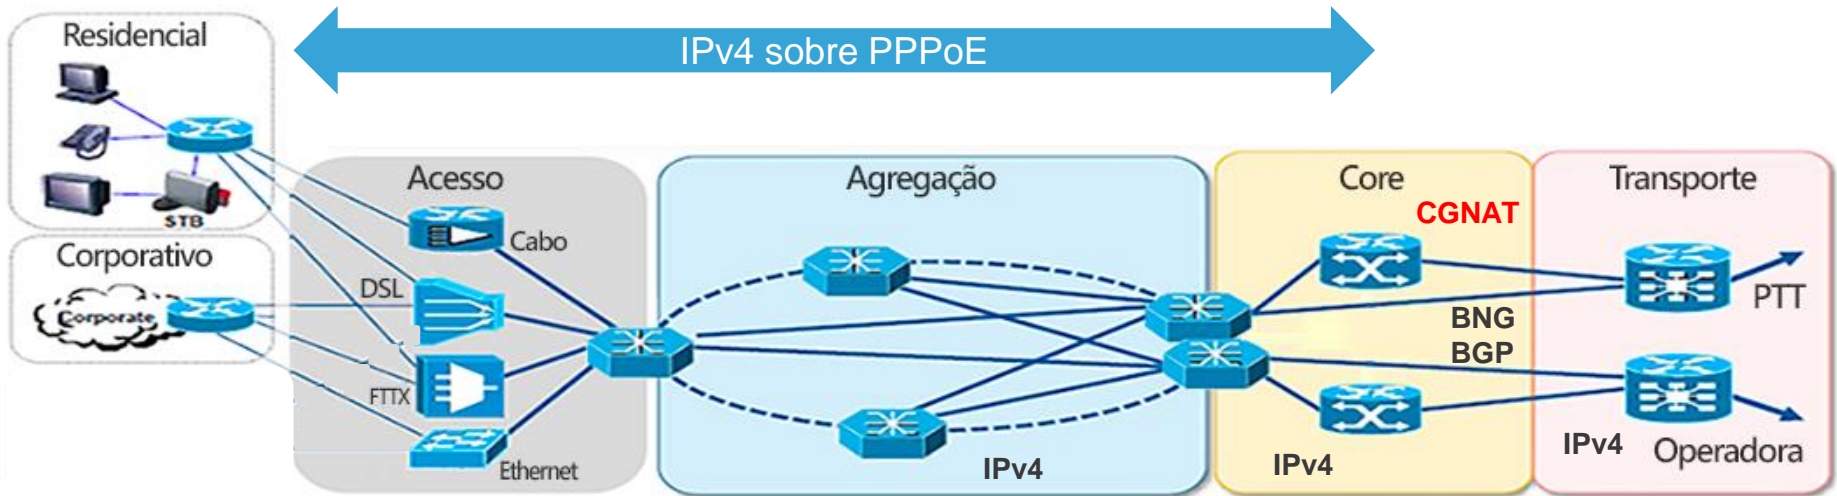 IPv4 sobre PPPoE
Residencial
STB
Corporativo
Corporate
Acesso
Cabo
DSL
FTTX
Ethernet
Agregação
IPv4
Core
CGNAT
BNG
BGP
IPv4
Transporte
PTT
IPv4
Operadora